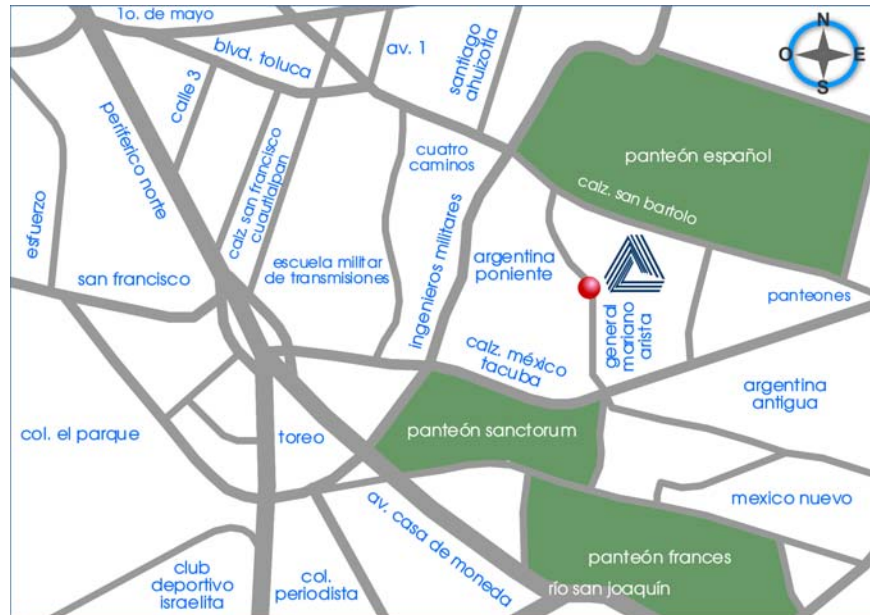 1o. de mayo
N
blvd. toluca
av. 1
santiago
ahuizotla
O
E
S
calle 3
periferico norte
cuatro
caminos
panteón español
calz. san francisco
cuautlalpan
calz. san bartolo
esfuerzo
ingenieros militares
argentina
poniente
escuela militar
de transmisiones
san francisco
general
mariano
arista
panteones
calz. méxico
tacuba
argentina
antigua
col. el parque
toreo
panteón sanctorum
av. casa de moneda
mexico nuevo
panteón frances
club
deportivo
israelita
col.
periodista
río san joaquín